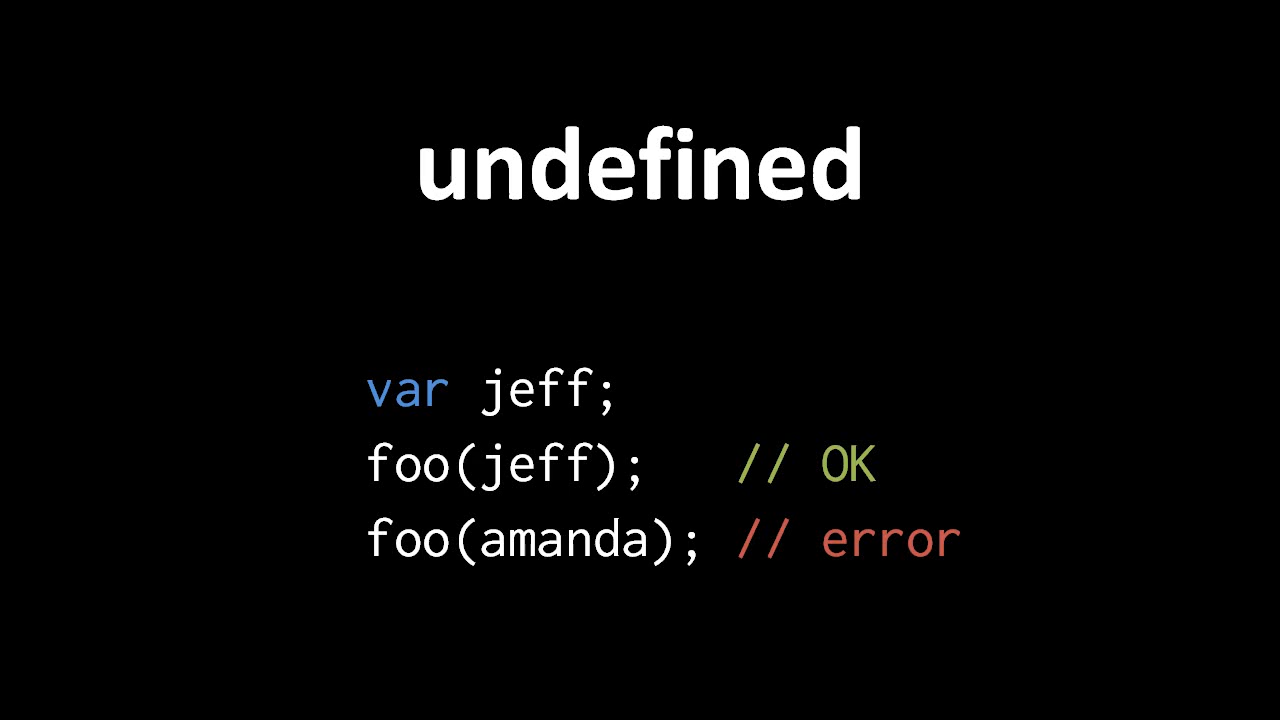 undefined
var jeff;
foo(jeff);   // OK
foo(amanda); // error